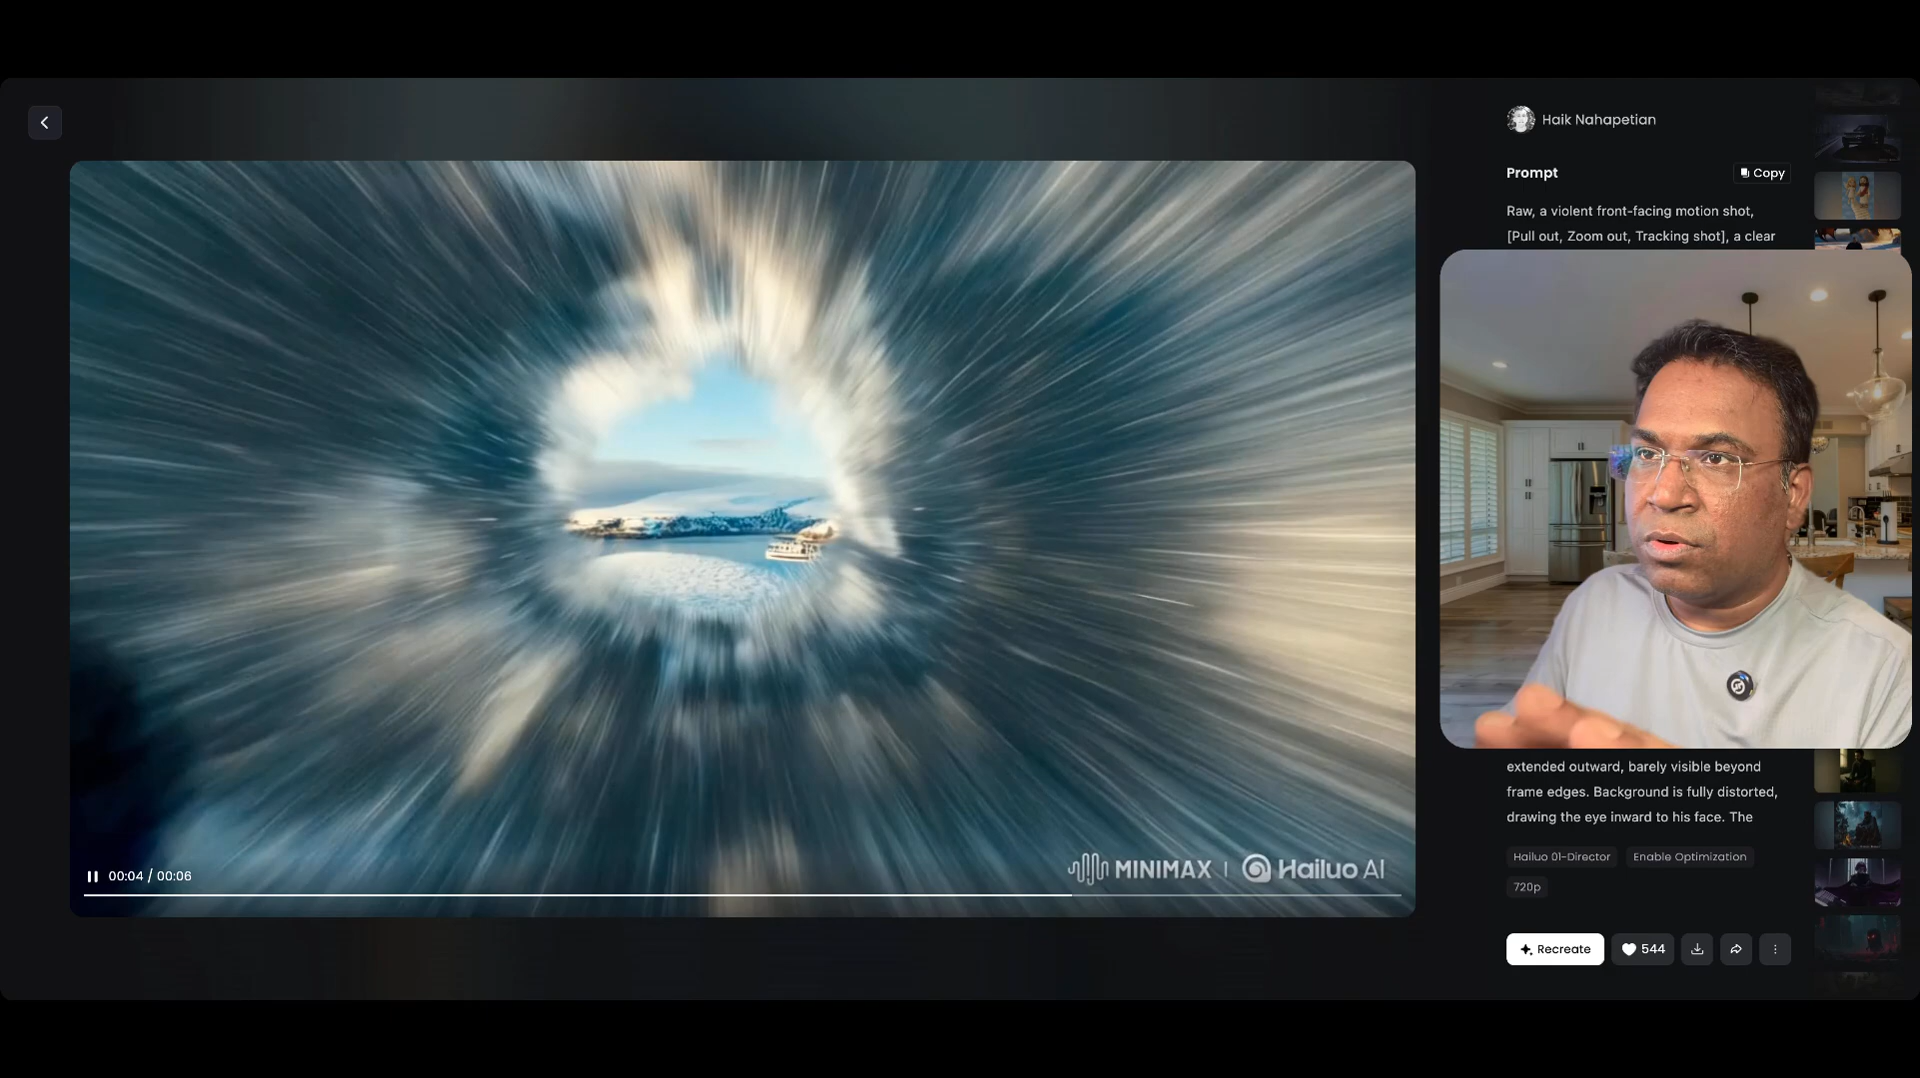 Haik Nahapetian
Prompt
Copy
Raw, a violent front-facing motion shot,
[Pull out, Zoom out, Tracking shot], a clear
extended outward, barely visible beyond
frame edges. Background is fully distorted,
drawing the eye inward to his face. The
Hailuo 01-Director
Enable Optimization
720p
Recreate
544
00:04 / 00:06
MINIMAX | Hailuo AI